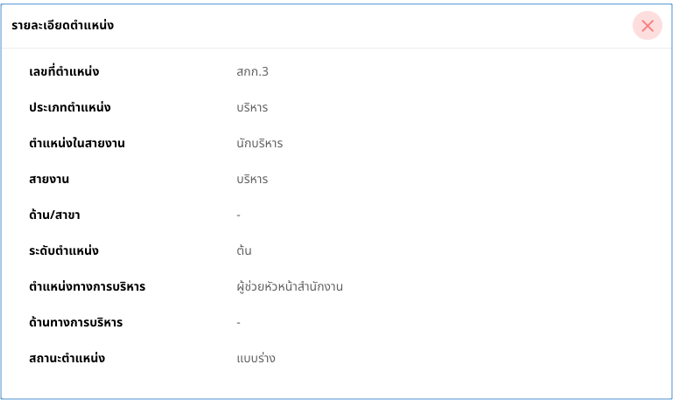 รายละเอียดตำแหน่ง
เลขที่ตำแหน่ง สกก.3
ประเภทตำแหน่ง บริหาร
ตำแหน่งในสายงาน นักบริหาร
สายงาน บริหาร
ด้าน/สาขา -
ระดับตำแหน่ง ต้น
ตำแหน่งทางการบริหาร ผู้ช่วยหัวหน้าสำนักงาน
ด้านทางการบริหาร -
สถานะตำแหน่ง แบบร่าง